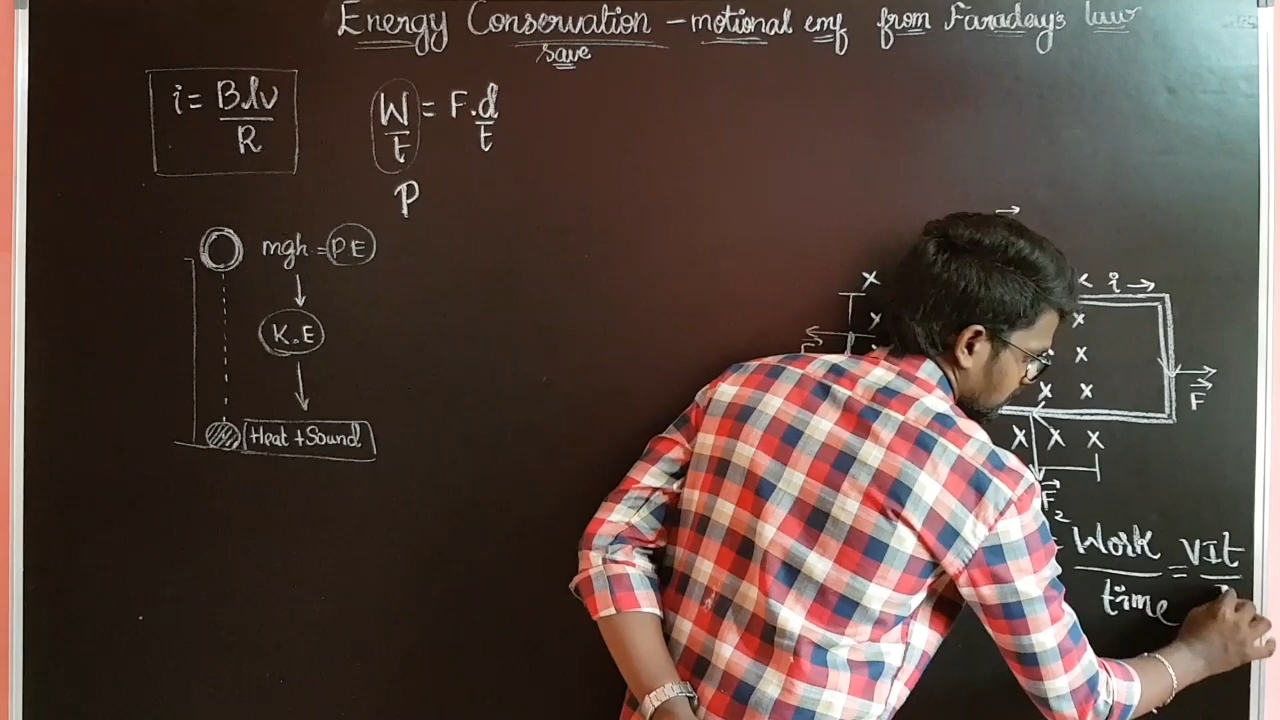 Energy Conservation - motional emf from Faraday's law
save
i = Blv/R
W/t = F.d/t
P
mgh = PE
K.E
Heat + Sound
x < i →
x x
x
x x
F
x x x
F2
= Work/time = VIt